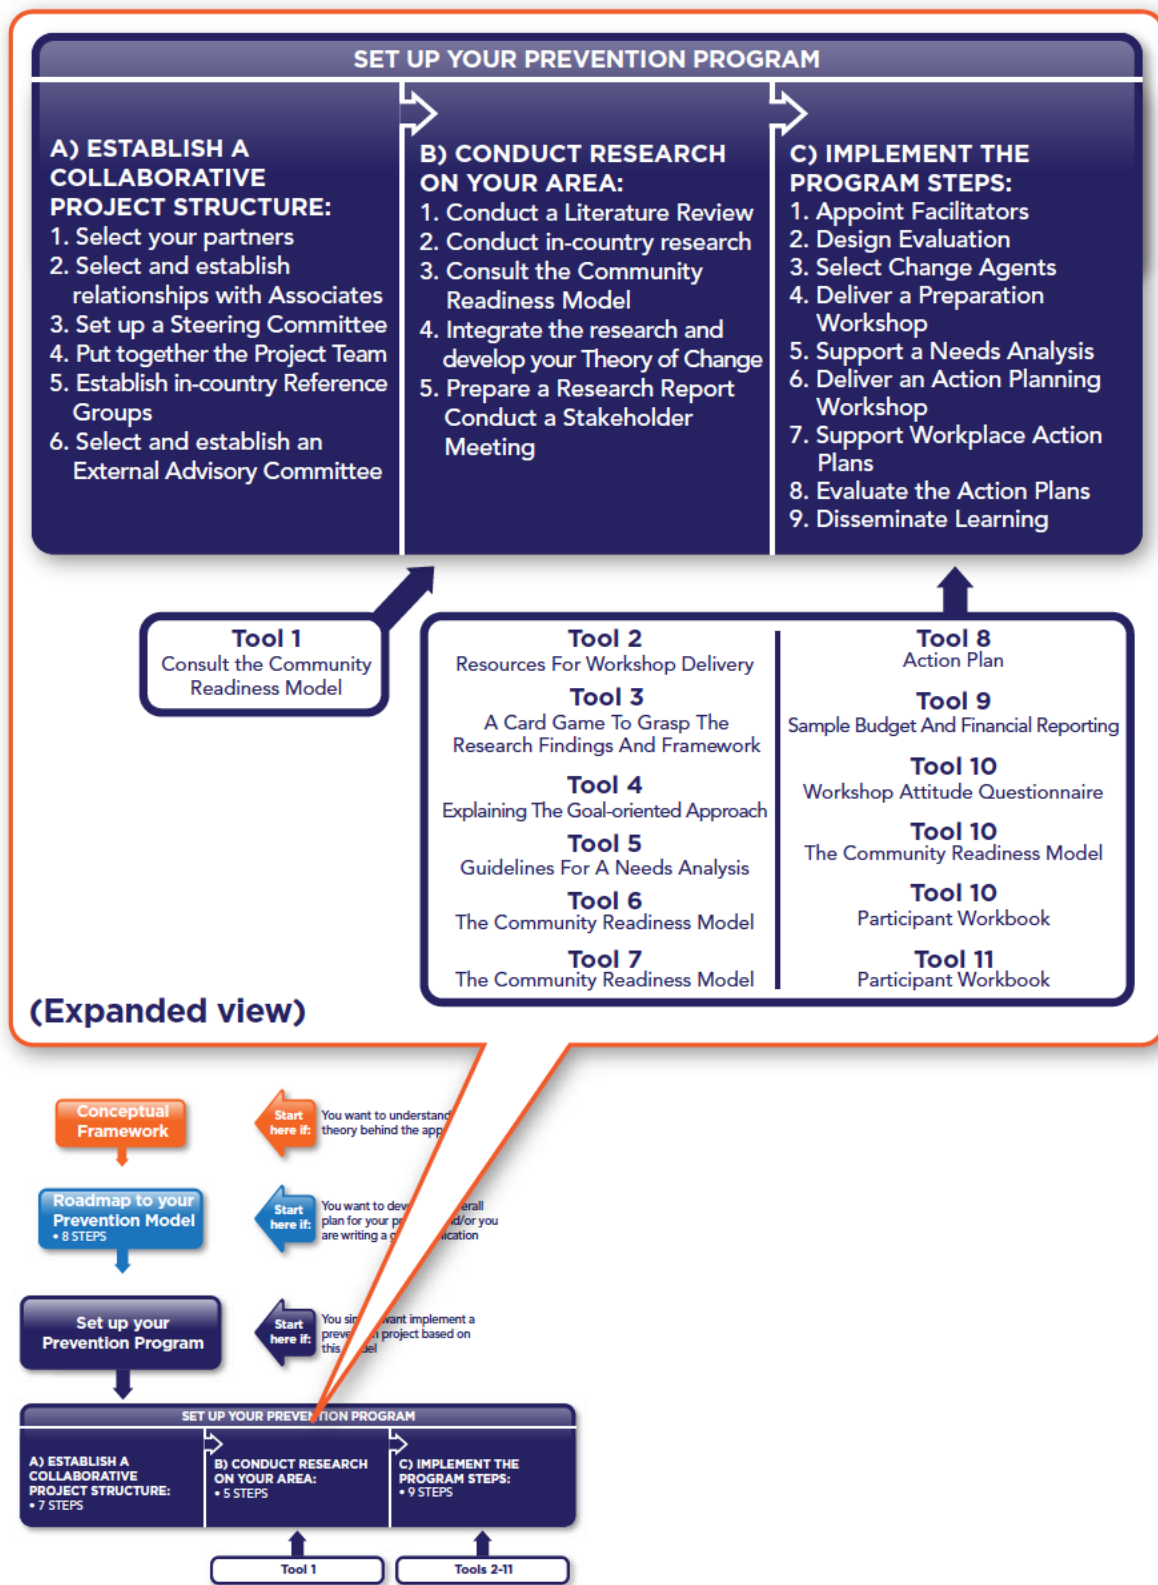 SET UP YOUR PREVENTION PROGRAM
A) ESTABLISH A
COLLABORATIVE
PROJECT STRUCTURE:
1. Select your partners
2. Select and establish
relationships with Associates
3. Set up a Steering Committee
4. Put together the Project Team
5. Establish in-country Reference
Groups
6. Select and establish an
External Advisory Committee
B) CONDUCT RESEARCH
ON YOUR AREA:
1. Conduct a Literature Review
2. Conduct in-country research
3. Consult the Community
Readiness Model
4. Integrate the research and
develop your Theory of Change
5. Prepare a Research Report
Conduct a Stakeholder
Meeting
C) IMPLEMENT THE
PROGRAM STEPS:
1. Appoint Facilitators
2. Design Evaluation
3. Select Change Agents
4. Deliver a Preparation
Workshop
5. Support a Needs Analysis
6. Deliver an Action Planning
Workshop
7. Support Workplace Action
Plans
8. Evaluate the Action Plans
9. Disseminate Learning
Tool 1
Consult the Community
Readiness Model
Tool 2
Resources For Workshop Delivery
Tool 3
A Card Game To Grasp The
Research Findings And Framework
Tool 4
Explaining The Goal-oriented Approach
Tool 5
Guidelines For A Needs Analysis
Tool 6
The Community Readiness Model
Tool 7
The Community Readiness Model
Tool 8
Action Plan
Tool 9
Sample Budget And Financial Reporting
Tool 10
Workshop Attitude Questionnaire
Tool 10
The Community Readiness Model
Tool 10
Participant Workbook
Tool 11
Participant Workbook
(Expanded view)
Conceptual
Framework
Start
here if:
You want to understand
theory behind the
Roadmap to your
Prevention Model
• 8 STEPS
Start
here if:
You want to
plan for your and/or you
are writing a
Set up your
Prevention Program
Start
here if:
You want implement a
project based on
this
SET UP YOUR PREVENTION PROGRAM
A) ESTABLISH A
COLLABORATIVE
PROJECT STRUCTURE:
• 7 STEPS
B) CONDUCT RESEARCH
ON YOUR AREA:
• 5 STEPS
C) IMPLEMENT THE
PROGRAM STEPS:
• 9 STEPS
Tool 1
Tools 2-11